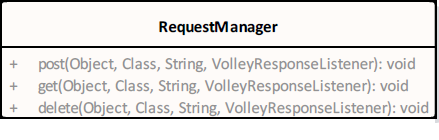 RequestManager
+ post(Object, Class, String, VolleyResponseListener): void
+ get(Object, Class, String, VolleyResponseListener): void
+ delete(Object, Class, String, VolleyResponseListener): void